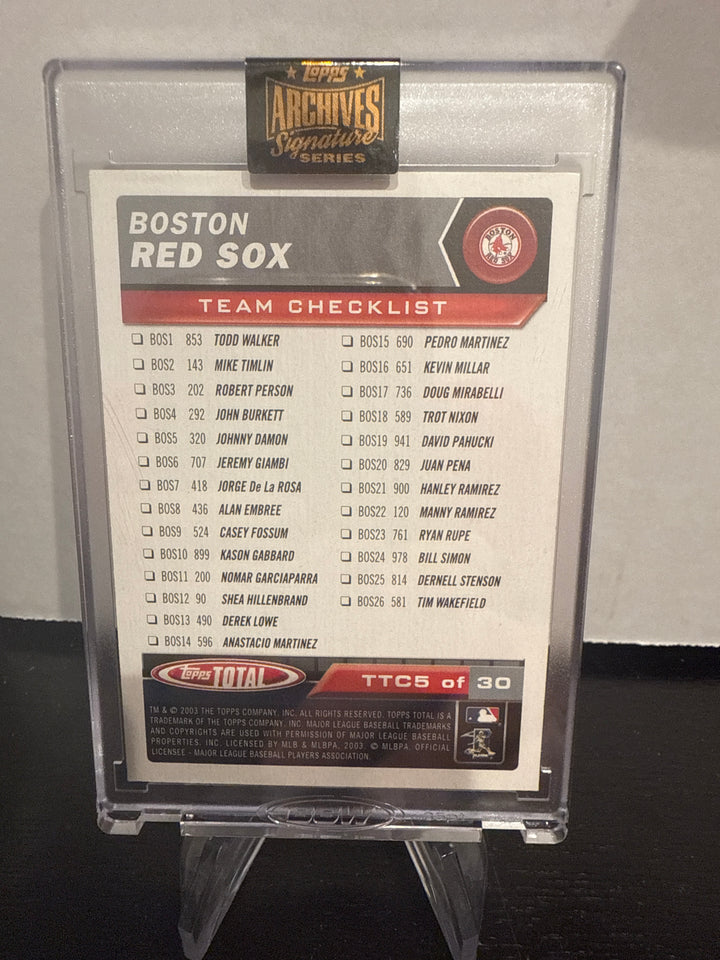 Topps
ARCHIVES
Signature
SERIES
BOSTON
RED SOX
BOSTON
RED SOX
TEAM CHECKLIST
❏ BOS1 853 TODD WALKER
❏ BOS2 143 MIKE TIMLIN
❏ BOS3 202 ROBERT PERSON
❏ BOS4 292 JOHN BURKETT
❏ BOS5 320 JOHNNY DAMON
❏ BOS6 707 JEREMY GIAMBI
❏ BOS7 418 JORGE De La ROSA
❏ BOS8 436 ALAN EMBREE
❏ BOS9 524 CASEY FOSSUM
❏ BOS10 899 KASON GABBARD
❏ BOS11 200 NOMAR GARCIAPARRA
❏ BOS12 90 SHEA HILLENBRAND
❏ BOS13 490 DEREK LOWE
❏ BOS14 596 ANASTACIO MARTINEZ
❏ BOS15 690 PEDRO MARTINEZ
❏ BOS16 651 KEVIN MILLAR
❏ BOS17 736 DOUG MIRABELLI
❏ BOS18 589 TROT NIXON
❏ BOS19 941 DAVID PAHUCKI
❏ BOS20 829 JUAN PENA
❏ BOS21 900 HANLEY RAMIREZ
❏ BOS22 120 MANNY RAMIREZ
❏ BOS23 761 RYAN RUPE
❏ BOS24 978 BILL SIMON
❏ BOS25 814 DERNELL STENSON
❏ BOS26 581 TIM WAKEFIELD
Topps TOTAL
TTC5 of 30
TM & © 2003 THE TOPPS COMPANY, INC. ALL RIGHTS RESERVED. TOPPS TOTAL IS A
TRADEMARK OF THE TOPPS COMPANY, INC. MAJOR LEAGUE BASEBALL TRADEMARKS
AND COPYRIGHTS ARE USED WITH PERMISSION OF MAJOR LEAGUE BASEBALL
PROPERTIES, INC. LICENSED BY MLB & MLBPA, 2003. © MLBPA. OFFICIAL
LICENSEE - MAJOR LEAGUE BASEBALL PLAYERS ASSOCIATION.